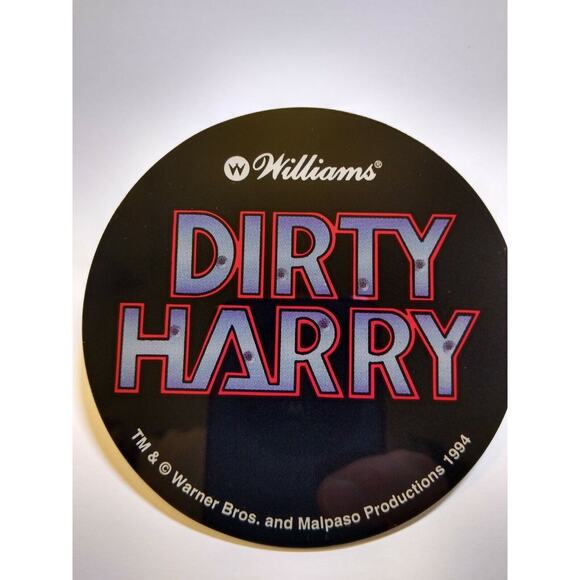 W Williams®
DIRTY
HARRY
TM & © Warner Bros. and Malpaso Productions 1994